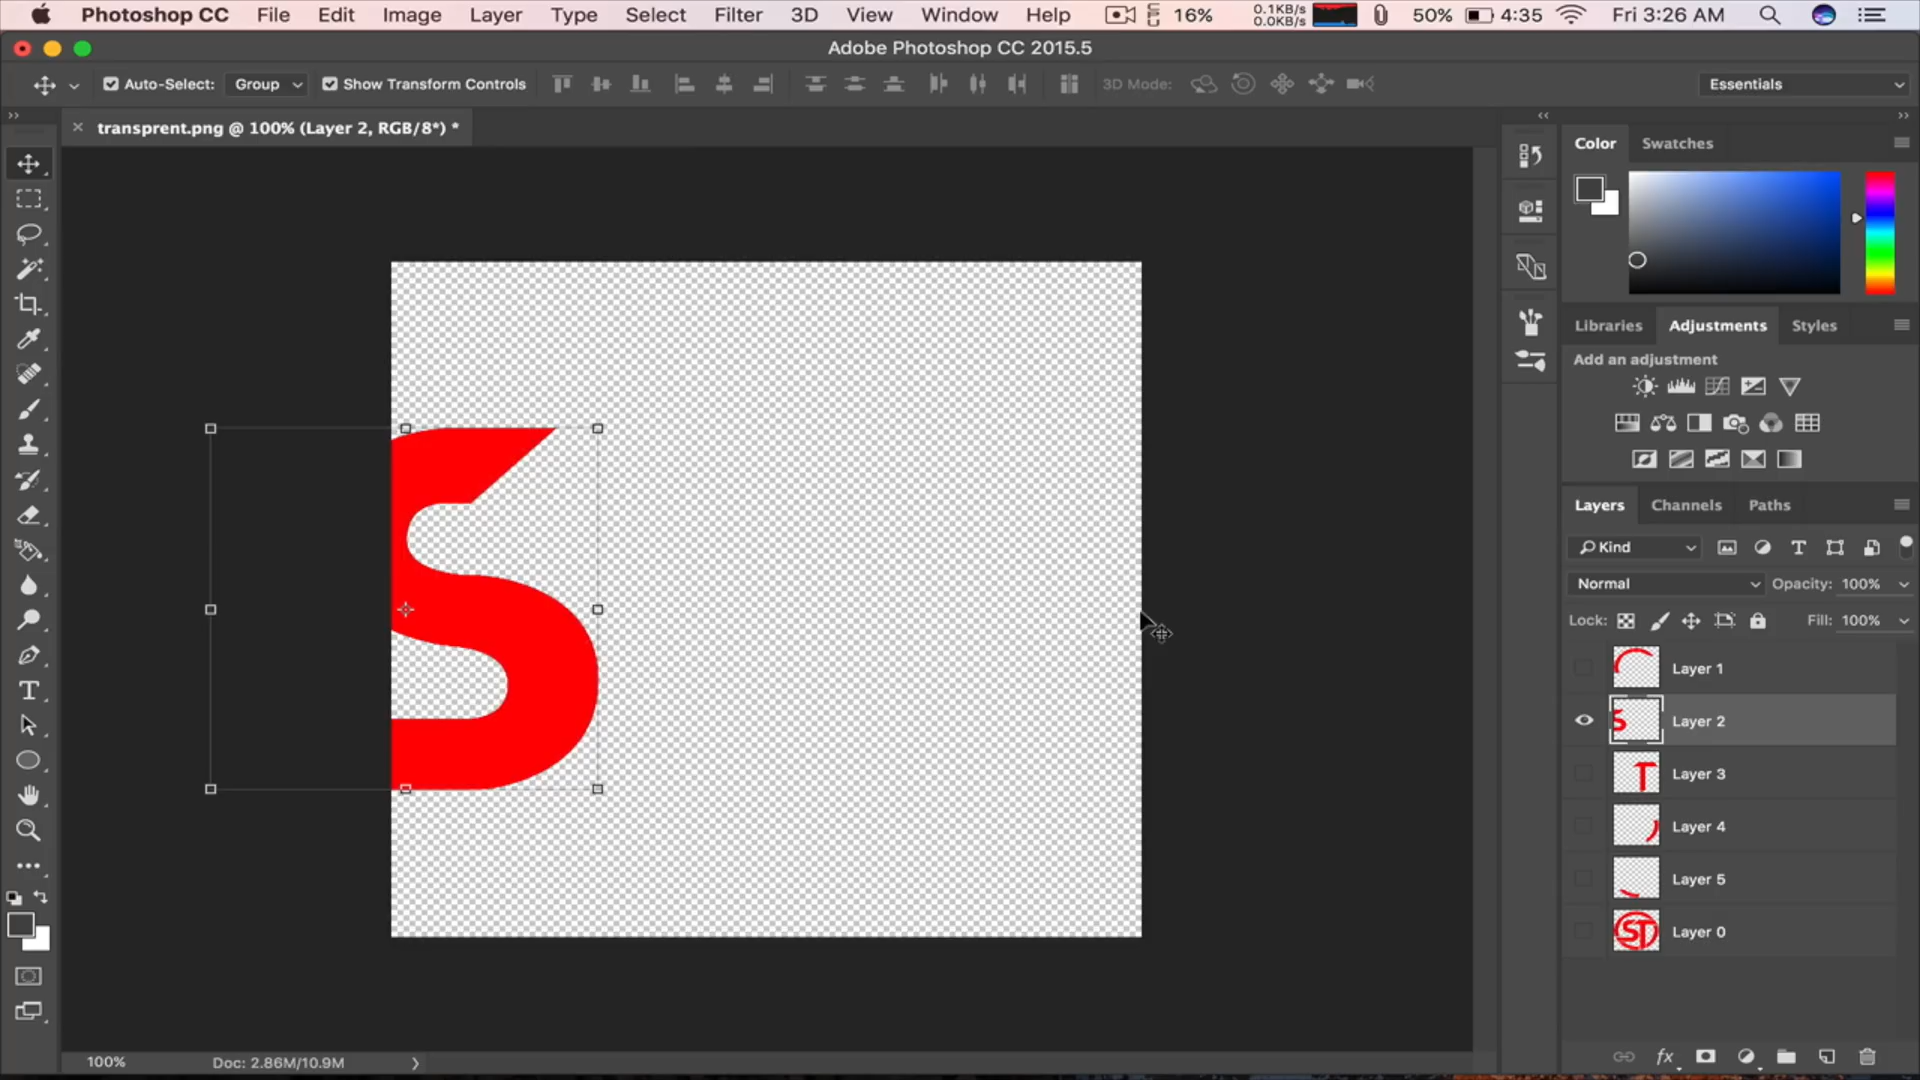 Photoshop CC File Edit Image Layer Type Select Filter 3D View Window Help 16% 0.1KB/s 0.0KB/s 50% 4:35 Fri 3:26 AM
Adobe Photoshop CC 2015.5
Auto-Select: Group Show Transform Controls 3D Mode: Essentials
transprent.png @ 100% (Layer 2, RGB/8*) *
Color Swatches
Libraries Adjustments Styles
Add an adjustment
Layers Channels Paths
Kind
Normal Opacity: 100%
Lock: Fill: 100%
Layer 1
S Layer 2
T Layer 3
Layer 4
Layer 5
ST Layer 0
S
100% Doc: 2.86M/10.9M